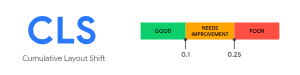 CLS
Cumulative Layout Shift
GOOD
NEEDS
IMPROVEMENT
POOR
0.1
0.25